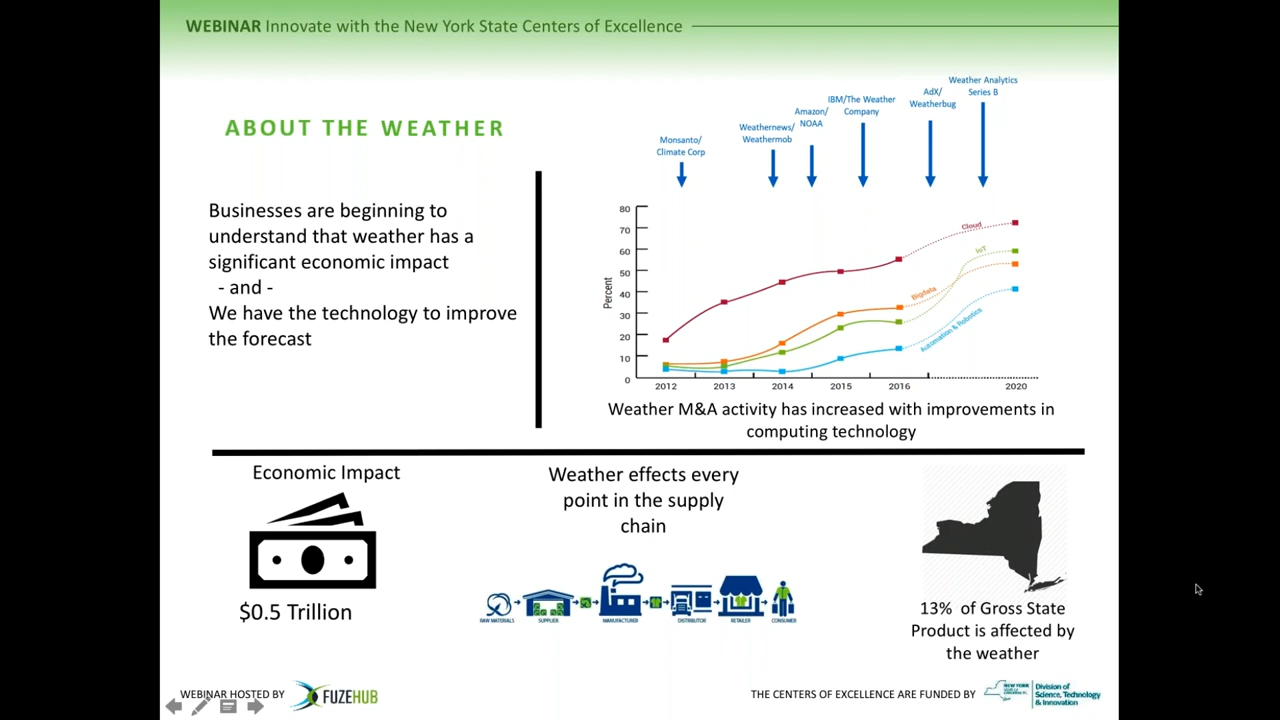 WEBINAR Innovate with the New York State Centers of Excellence
ABOUT THE WEATHER
Businesses are beginning to
understand that weather has a
significant economic impact
- and -
We have the technology to improve
the forecast
Monsanto/
Climate Corp
Weathernews/
Weathermob
Amazon/
NOAA
IBM/The Weather
Company
AdX/
Weatherbug
Weather Analytics
Series B
Percent
80
70
60
50
40
30
20
10
0
Cloud
IoT
Bigdata
Automation & Robotics
2012 2013 2014 2015 2016 2020
Weather M&A activity has increased with improvements in
computing technology
Economic Impact
$0.5 Trillion
Weather effects every
point in the supply
chain
RAW MATERIALS SUPPLIER MANUFACTURER DISTRIBUTOR RETAILER CONSUMER
13% of Gross State
Product is affected by
the weather
WEBINAR HOSTED BY
FUZEHUB
THE CENTERS OF EXCELLENCE ARE FUNDED BY
NEW YORK
Division of
Science, Technology
& Innovation